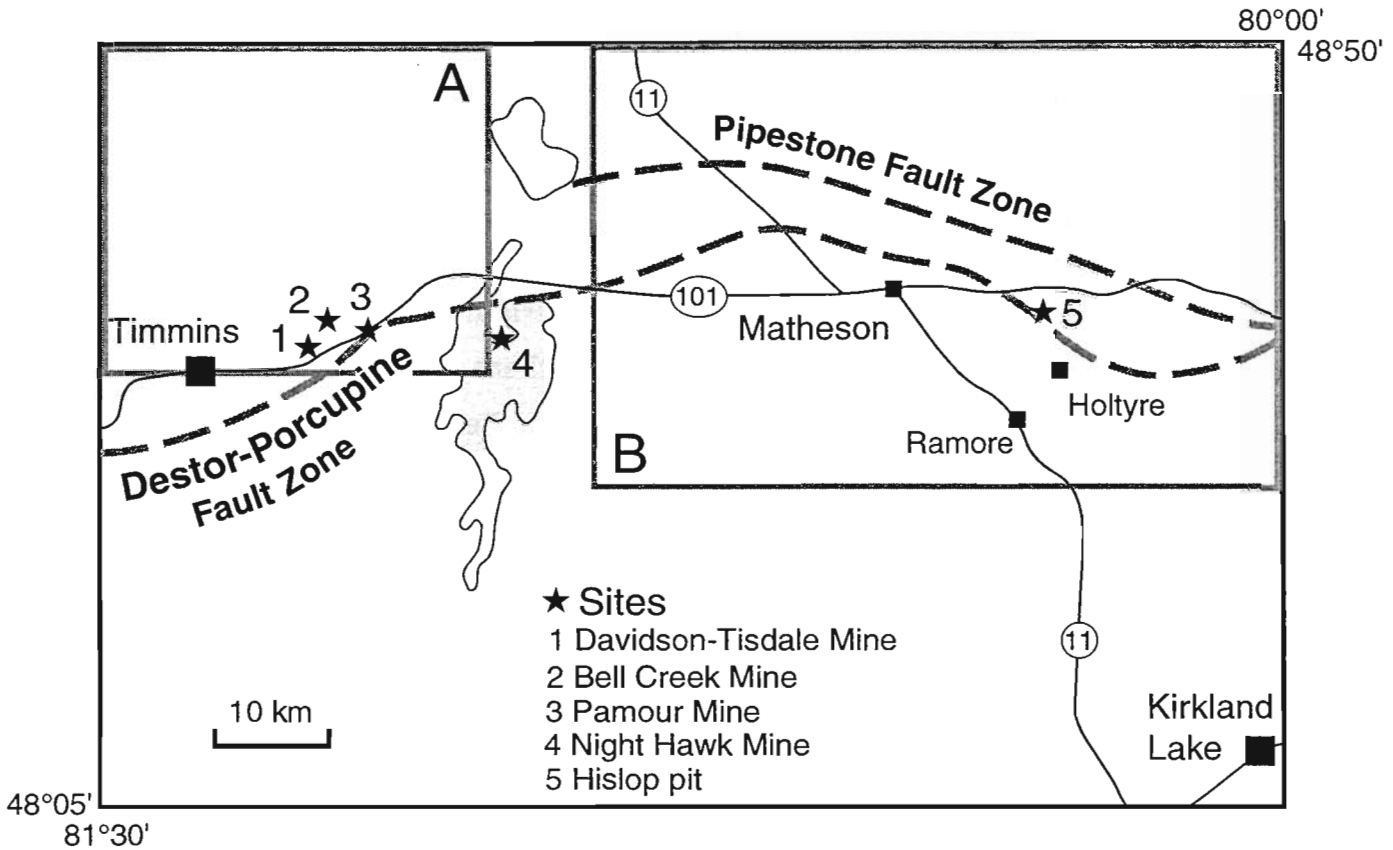 80°00'
48°50'
A
11
Pipestone Fault Zone
101
2
3
1
Timmins
4
5
Matheson
Holtyre
Ramore
B
Destor-Porcupine
Fault Zone
★ Sites
1 Davidson-Tisdale Mine
2 Bell Creek Mine
3 Pamour Mine
4 Night Hawk Mine
5 Hislop pit
11
10 km
Kirkland
Lake
48°05'
81°30'